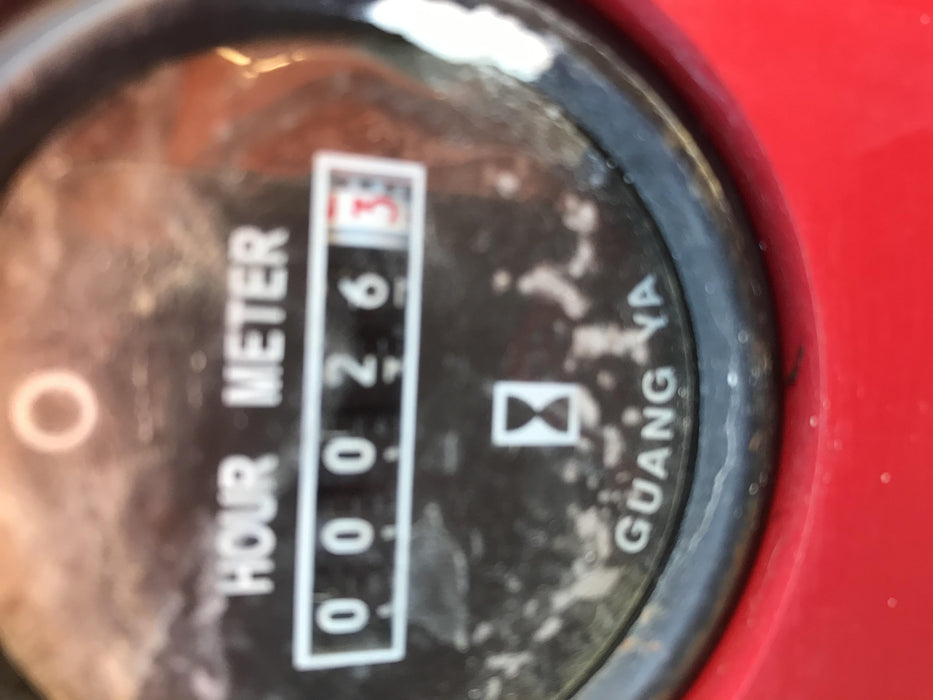 HOUR METER
000263
GUANG YA